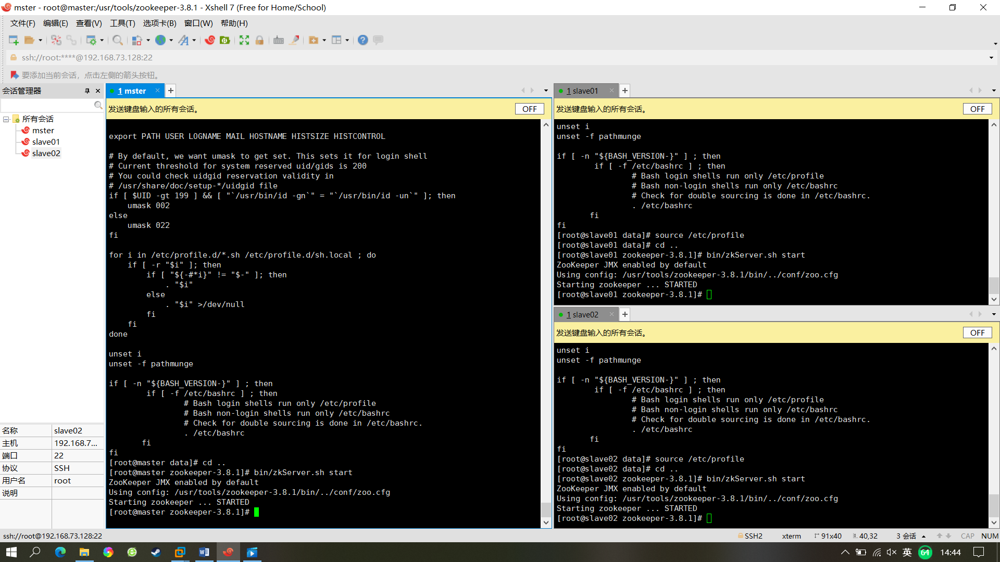 mster - root@master:/usr/tools/zookeeper-3.8.1 - Xshell 7 (Free for Home/School)
文件(F) 编辑(E) 查看(V) 工具(T) 选项卡(B) 窗口(W) 帮助(H)
ssh://root:****@192.168.73.128:22
要添加当前会话，点击左侧的箭头按钮。
会话管理器
所有会话
mster
slave01
slave02
名称 slave02
主机 192.168.7...
端口 22
协议 SSH
用户名 root
说明
1 mster
发送键盘输入的所有会话。 OFF
export PATH USER LOGNAME MAIL HOSTNAME HISTSIZE HISTCONTROL
# By default, we want umask to get set. This sets it for login shell
# Current threshold for system reserved uid/gids is 200
# You could check uidgid reservation validity in
# /usr/share/doc/setup-*/uidgid file
if [ $UID -gt 199 ] && [ "`/usr/bin/id -gn`" = "`/usr/bin/id -un`" ]; then
    umask 002
else
    umask 022
fi
for i in /etc/profile.d/*.sh /etc/profile.d/sh.local ; do
    if [ -r "$i" ]; then
        if [ "${-#*i}" != "$-" ]; then
            . "$i"
        else
            . "$i" >/dev/null
        fi
    fi
done
unset i
unset -f pathmunge
if [ -n "${BASH_VERSION-}" ] ; then
        if [ -f /etc/bashrc ] ; then
                # Bash login shells run only /etc/profile
                # Bash non-login shells run only /etc/bashrc
                # Check for double sourcing is done in /etc/bashrc.
                . /etc/bashrc
       fi
fi
[root@master data]# cd ..
[root@master zookeeper-3.8.1]# bin/zkServer.sh start
ZooKeeper JMX enabled by default
Using config: /usr/tools/zookeeper-3.8.1/bin/../conf/zoo.cfg
Starting zookeeper ... STARTED
[root@master zookeeper-3.8.1]#
1 slave01
发送键盘输入的所有会话。 OFF
unset i
unset -f pathmunge
if [ -n "${BASH_VERSION-}" ] ; then
        if [ -f /etc/bashrc ] ; then
                # Bash login shells run only /etc/profile
                # Bash non-login shells run only /etc/bashrc
                # Check for double sourcing is done in /etc/bashrc.
                . /etc/bashrc
       fi
fi
[root@slave01 data]# source /etc/profile
[root@slave01 data]# cd ..
[root@slave01 zookeeper-3.8.1]# bin/zkServer.sh start
ZooKeeper JMX enabled by default
Using config: /usr/tools/zookeeper-3.8.1/bin/../conf/zoo.cfg
Starting zookeeper ... STARTED
[root@slave01 zookeeper-3.8.1]#
1 slave02
发送键盘输入的所有会话。 OFF
unset i
unset -f pathmunge
if [ -n "${BASH_VERSION-}" ] ; then
        if [ -f /etc/bashrc ] ; then
                # Bash login shells run only /etc/profile
                # Bash non-login shells run only /etc/bashrc
                # Check for double sourcing is done in /etc/bashrc.
                . /etc/bashrc
       fi
fi
[root@slave02 data]# source /etc/profile
[root@slave02 data]# cd ..
[root@slave02 zookeeper-3.8.1]# bin/zkServer.sh start
ZooKeeper JMX enabled by default
Using config: /usr/tools/zookeeper-3.8.1/bin/../conf/zoo.cfg
Starting zookeeper ... STARTED
[root@slave02 zookeeper-3.8.1]#
ssh://root@192.168.73.128:22 SSH2 xterm 91x40 40,32 3 会话 CAP NUM
英 64 14:44